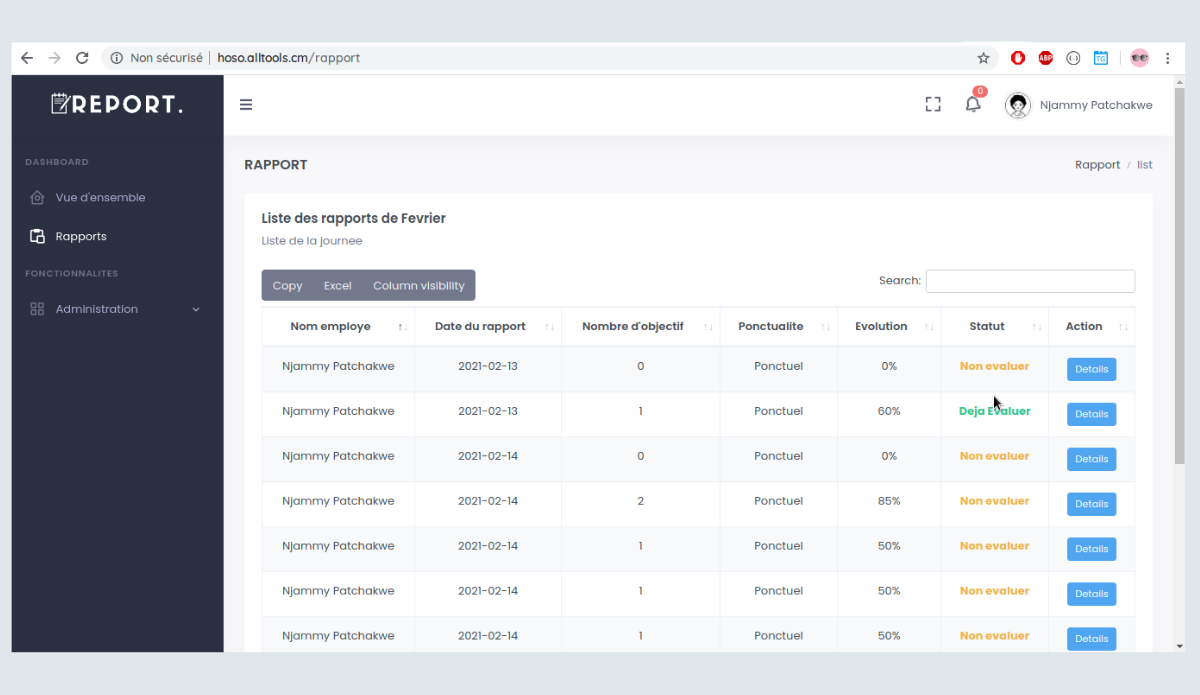 Non sécurisé | hoso.alltools.cm/rapport
ABP
TG
REPORT.
0
Njammy Patchakwe
DASHBOARD
Vue d'ensemble
Rapports
FONCTIONNALITES
Administration
RAPPORT
Rapport / list
Liste des rapports de Fevrier
Liste de la journee
Copy Excel Column visibility
Search:
Nom employe Date du rapport Nombre d'objectif Ponctualite Evolution Statut Action
Njammy Patchakwe 2021-02-13 0 Ponctuel 0% Non evaluer Details
Njammy Patchakwe 2021-02-13 1 Ponctuel 60% Deja Evaluer Details
Njammy Patchakwe 2021-02-14 0 Ponctuel 0% Non evaluer Details
Njammy Patchakwe 2021-02-14 2 Ponctuel 85% Non evaluer Details
Njammy Patchakwe 2021-02-14 1 Ponctuel 50% Non evaluer Details
Njammy Patchakwe 2021-02-14 1 Ponctuel 50% Non evaluer Details
Njammy Patchakwe 2021-02-14 1 Ponctuel 50% Non evaluer Details